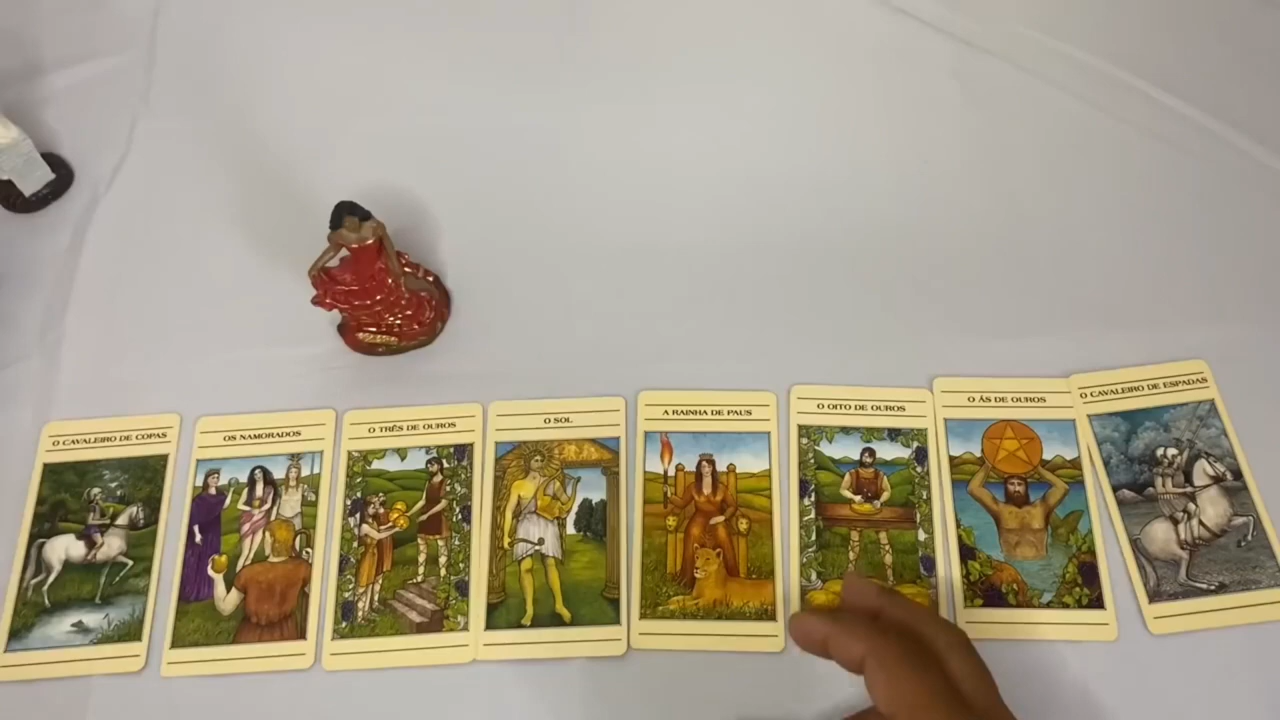 O CAVALEIRO DE COPAS
OS NAMORADOS
O TRÊS DE OUROS
O SOL
A RAINHA DE PAUS
O OITO DE OUROS
O ÁS DE OUROS
O CAVALEIRO DE ESPADAS